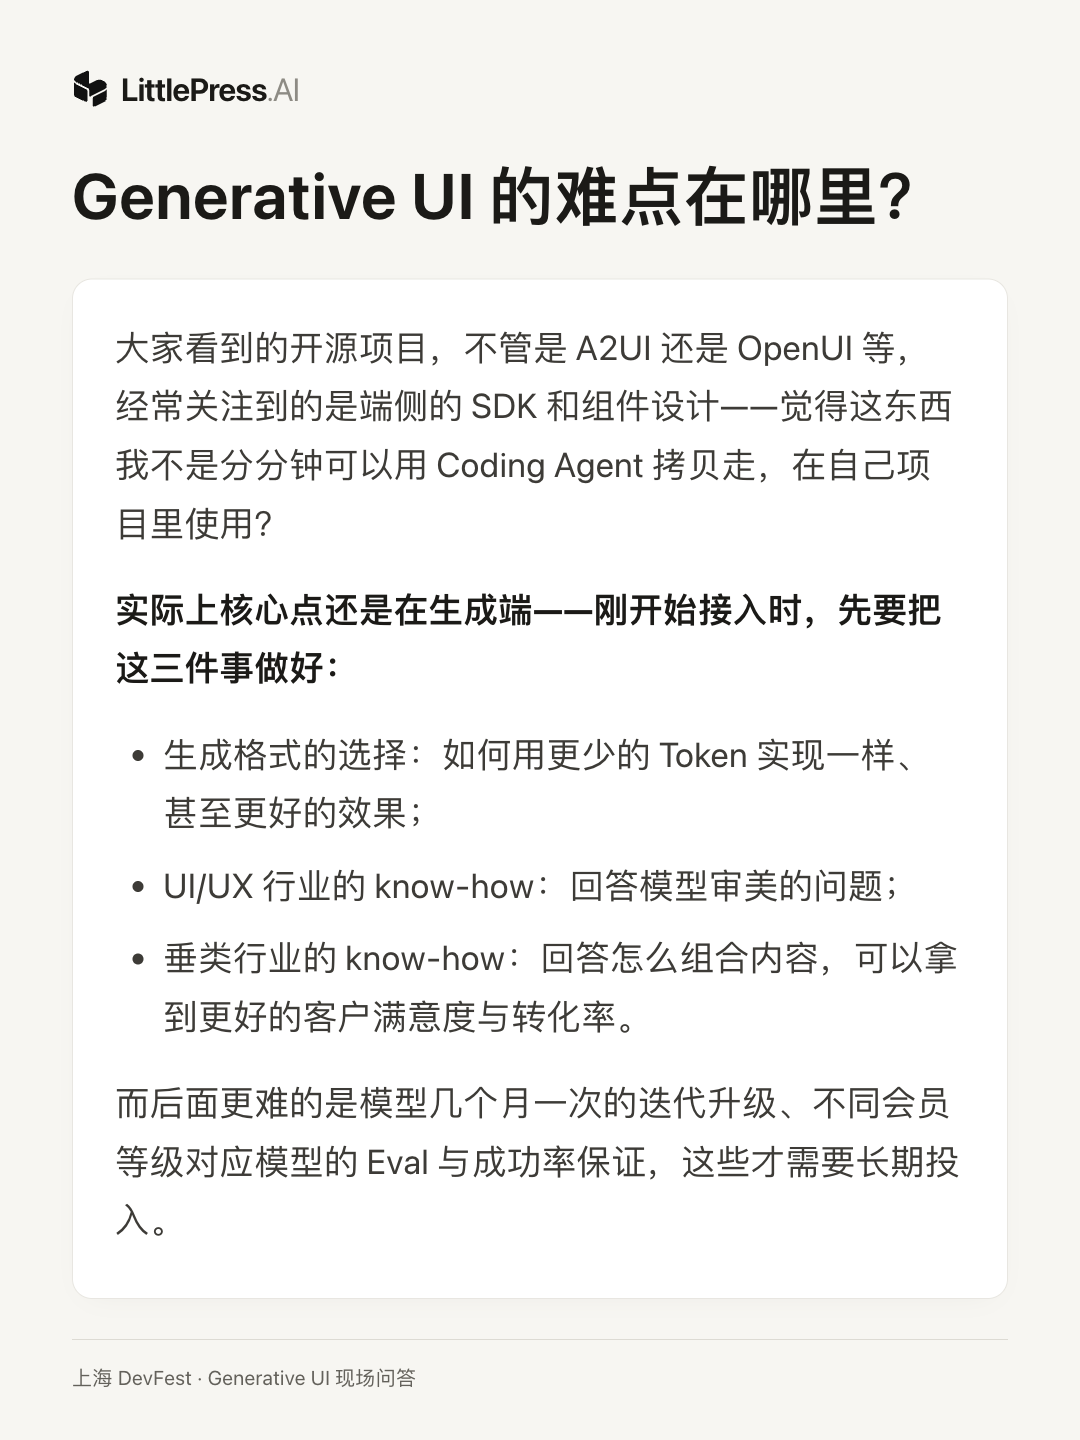 LittlePress.AI
Generative UI 的难点在哪里？
大家看到的开源项目，不管是 A2UI 还是 OpenUI 等，
经常关注到的是端侧的 SDK 和组件设计——觉得这东西
我不是分分钟可以用 Coding Agent 拷贝走，在自己项
目里使用？
实际上核心点还是在生成端——刚开始接入时，先要把
这三件事做好：
• 生成格式的选择：如何用更少的 Token 实现一样、
甚至更好的效果；
• UI/UX 行业的 know-how：回答模型审美的问题；
• 垂类行业的 know-how：回答怎么组合内容，可以拿
到更好的客户满意度与转化率。
而后面更难的是模型几个月一次的迭代升级、不同会员
等级对应模型的 Eval 与成功率保证，这些才需要长期投
入。
上海 DevFest · Generative UI 现场问答